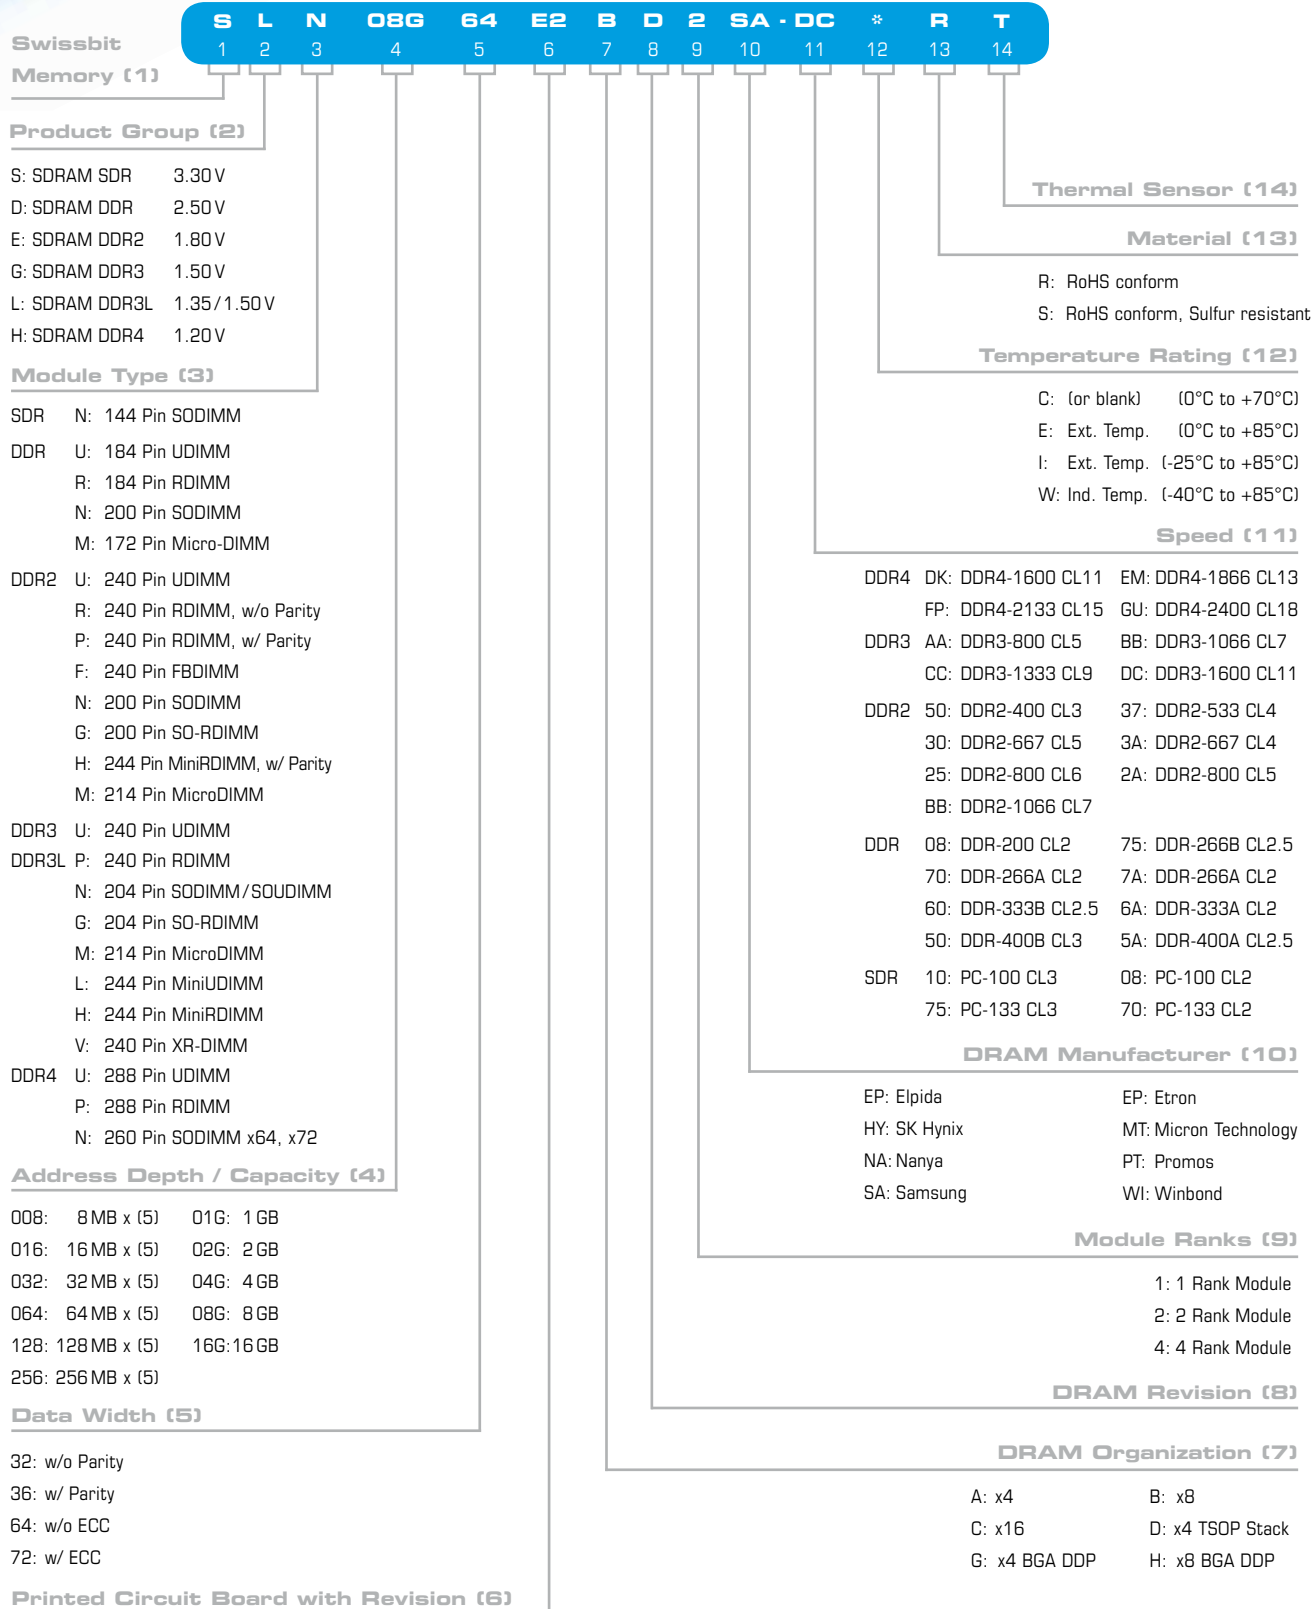 S L N 08G 64 E2 B D 2 SA - DC * R T
1 2 3 4 5 6 7 8 9 10 11 12 13 14
Swissbit
Memory (1)
Product Group (2)
S: SDRAM SDR 3.30 V
D: SDRAM DDR 2.50 V
E: SDRAM DDR2 1.80 V
G: SDRAM DDR3 1.50 V
L: SDRAM DDR3L 1.35/1.50 V
H: SDRAM DDR4 1.20 V
Module Type (3)
SDR N: 144 Pin SODIMM
DDR U: 184 Pin UDIMM
R: 184 Pin RDIMM
N: 200 Pin SODIMM
M: 172 Pin Micro-DIMM
DDR2 U: 240 Pin UDIMM
R: 240 Pin RDIMM, w/o Parity
P: 240 Pin RDIMM, w/ Parity
F: 240 Pin FBDIMM
N: 200 Pin SODIMM
G: 200 Pin SO-RDIMM
H: 244 Pin MiniRDIMM, w/ Parity
M: 214 Pin MicroDIMM
DDR3 U: 240 Pin UDIMM
DDR3L P: 240 Pin RDIMM
N: 204 Pin SODIMM/SOUDIMM
G: 204 Pin SO-RDIMM
M: 214 Pin MicroDIMM
L: 244 Pin MiniUDIMM
H: 244 Pin MiniRDIMM
V: 240 Pin XR-DIMM
DDR4 U: 288 Pin UDIMM
P: 288 Pin RDIMM
N: 260 Pin SODIMM x64, x72
Address Depth / Capacity (4)
008: 8 MB x (5) 01G: 1 GB
016: 16 MB x (5) 02G: 2 GB
032: 32 MB x (5) 04G: 4 GB
064: 64 MB x (5) 08G: 8 GB
128: 128 MB x (5) 16G: 16 GB
256: 256 MB x (5)
Data Width (5)
32: w/o Parity
36: w/ Parity
64: w/o ECC
72: w/ ECC
Printed Circuit Board with Revision (6)
Thermal Sensor (14)
Material (13)
R: RoHS conform
S: RoHS conform, Sulfur resistant
Temperature Rating (12)
C: (or blank) (0°C to +70°C)
E: Ext. Temp. (0°C to +85°C)
I: Ext. Temp. (-25°C to +85°C)
W: Ind. Temp. (-40°C to +85°C)
Speed (11)
DDR4 DK: DDR4-1600 CL11 EM: DDR4-1866 CL13
FP: DDR4-2133 CL15 GU: DDR4-2400 CL18
DDR3 AA: DDR3-800 CL5 BB: DDR3-1066 CL7
CC: DDR3-1333 CL9 DC: DDR3-1600 CL11
DDR2 50: DDR2-400 CL3 37: DDR2-533 CL4
30: DDR2-667 CL5 3A: DDR2-667 CL4
25: DDR2-800 CL6 2A: DDR2-800 CL5
BB: DDR2-1066 CL7
DDR 08: DDR-200 CL2 75: DDR-266B CL2.5
70: DDR-266A CL2 7A: DDR-266A CL2
60: DDR-333B CL2.5 6A: DDR-333A CL2
50: DDR-400B CL3 5A: DDR-400A CL2.5
SDR 10: PC-100 CL3 08: PC-100 CL2
75: PC-133 CL3 70: PC-133 CL2
DRAM Manufacturer (10)
EP: Elpida EP: Etron
HY: SK Hynix MT: Micron Technology
NA: Nanya PT: Promos
SA: Samsung WI: Winbond
Module Ranks (9)
1: 1 Rank Module
2: 2 Rank Module
4: 4 Rank Module
DRAM Revision (8)
DRAM Organization (7)
A: x4 B: x8
C: x16 D: x4 TSOP Stack
G: x4 BGA DDP H: x8 BGA DDP